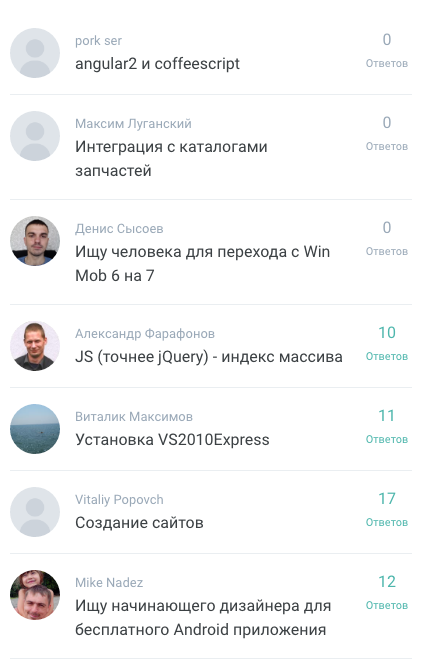 pork ser
0
angular2 и coffeescript
Ответов
Максим Луганский
0
Интеграция с каталогами
Ответов
запчастей
Денис Сысоев
0
Ищу человека для перехода с Win
Ответов
Mob 6 на 7
Александр Фарафонов
10
JS (точнее jQuery) - индекс массива
Ответов
Виталик Максимов
11
Установка VS2010Express
Ответов
Vitaliy Popovch
17
Создание сайтов
Ответов
Mike Nadez
12
Ищу начинающего дизайнера для
Ответов
бесплатного Android приложения